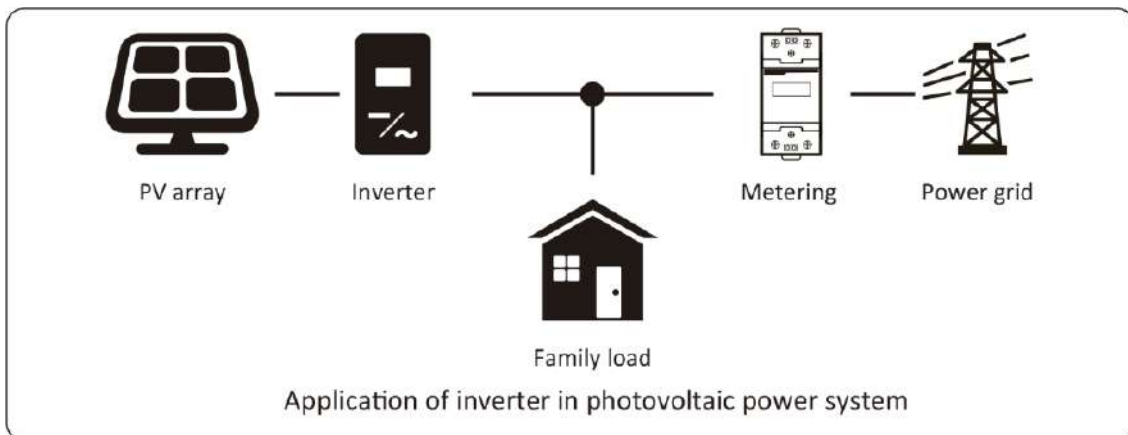 PV array
Inverter
Metering
Power grid
Family load
Application of inverter in photovoltaic power system